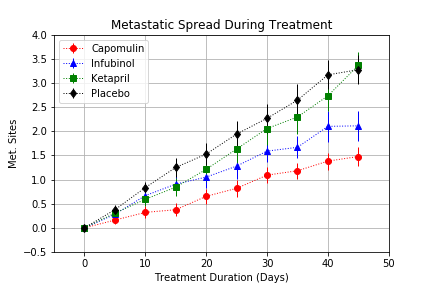 Metastatic Spread During Treatment
Met. Sites
4.0
3.5
3.0
2.5
2.0
1.5
1.0
0.5
0.0
−0.5
Capomulin
Infubinol
Ketapril
Placebo
0 10 20 30 40 50
Treatment Duration (Days)